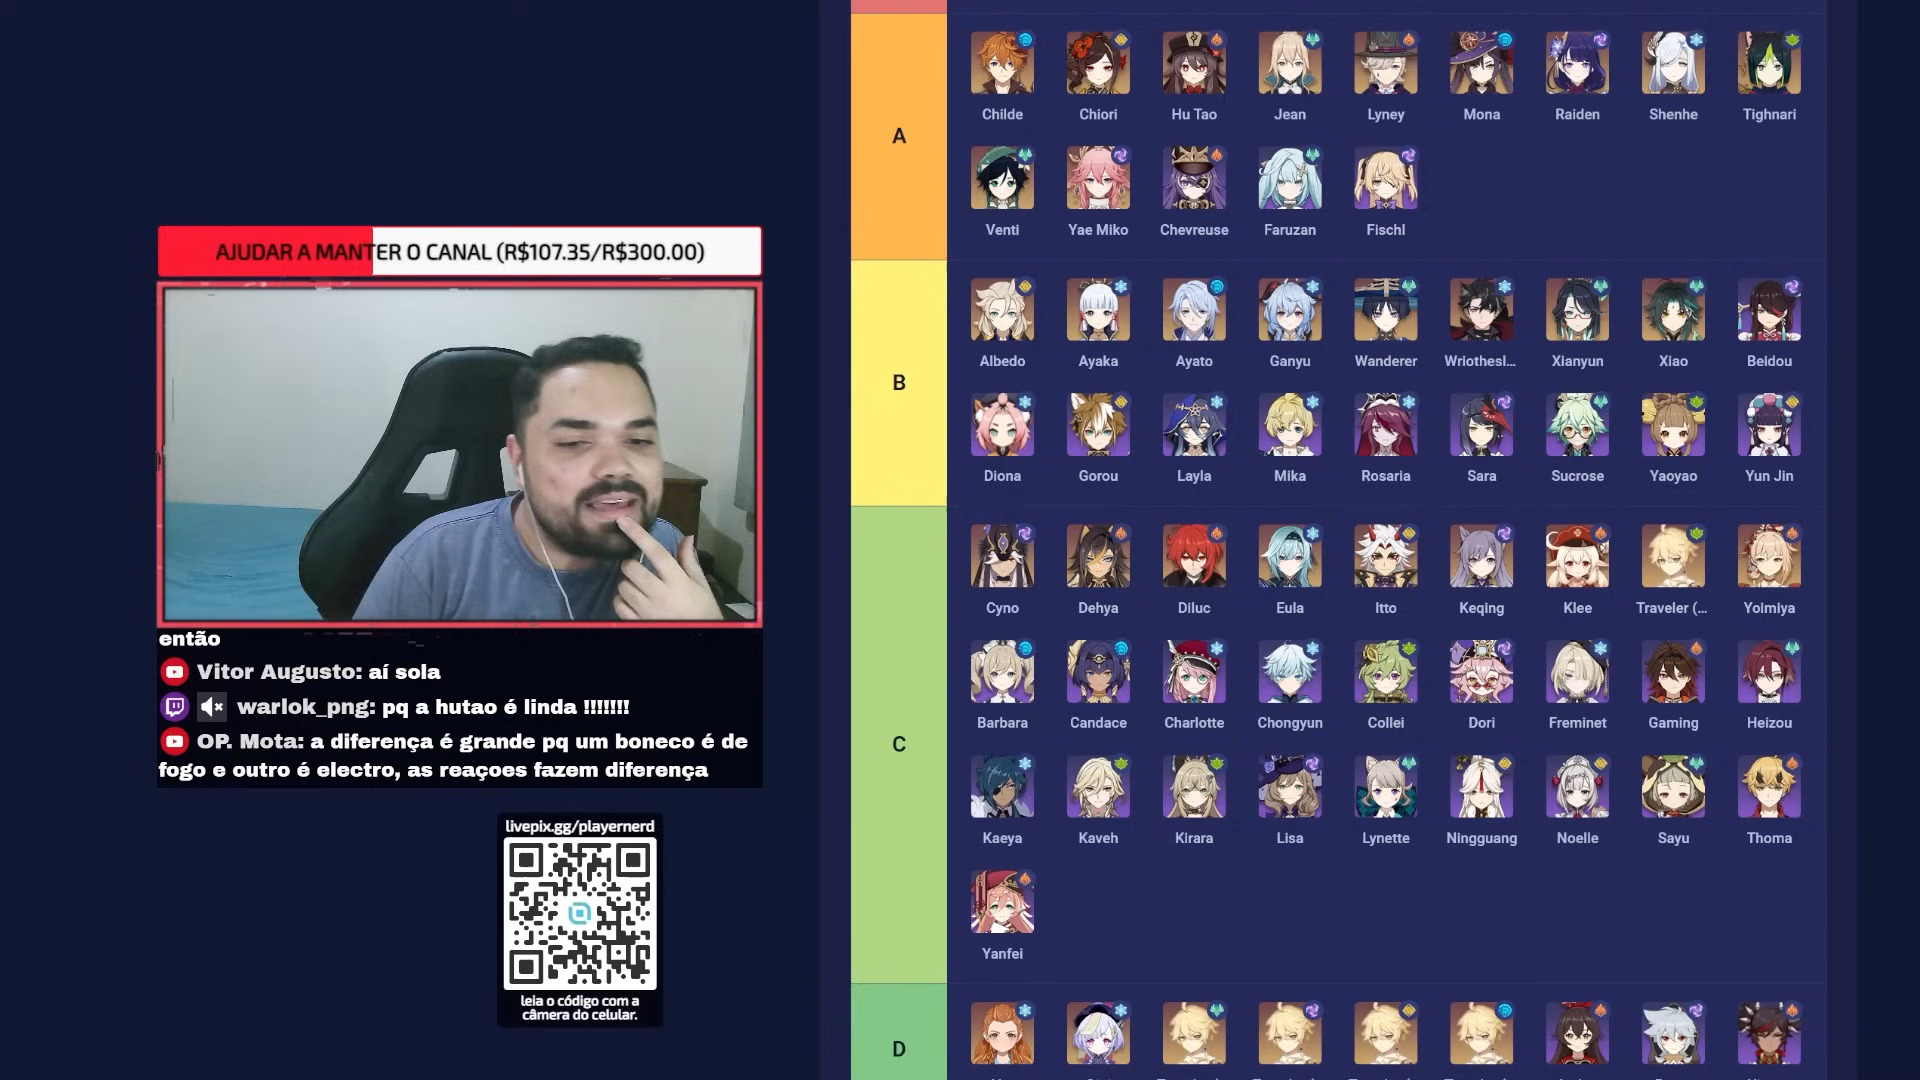 AJUDAR A MANTER O CANAL (R$107.35/R$300.00)
então
Vitor Augusto: aí sola
warlok_png: pq a hutao é linda !!!!!!!
OP. Mota: a diferença é grande pq um boneco é de
fogo e outro é electro, as reaçoes fazem diferença
livepix.gg/playernerd
leia o código com a
câmera do celular.
A
Childe Chiori Hu Tao Jean Lyney Mona Raiden Shenhe Tighnari
Venti Yae Miko Chevreuse Faruzan Fischl
B
Albedo Ayaka Ayato Ganyu Wanderer Wriothesl... Xianyun Xiao Beidou
Diona Gorou Layla Mika Rosaria Sara Sucrose Yaoyao Yun Jin
C
Cyno Dehya Diluc Eula Itto Keqing Klee Traveler (... Yoimiya
Barbara Candace Charlotte Chongyun Collei Dori Freminet Gaming Heizou
Kaeya Kaveh Kirara Lisa Lynette Ningguang Noelle Sayu Thoma
Yanfei
D